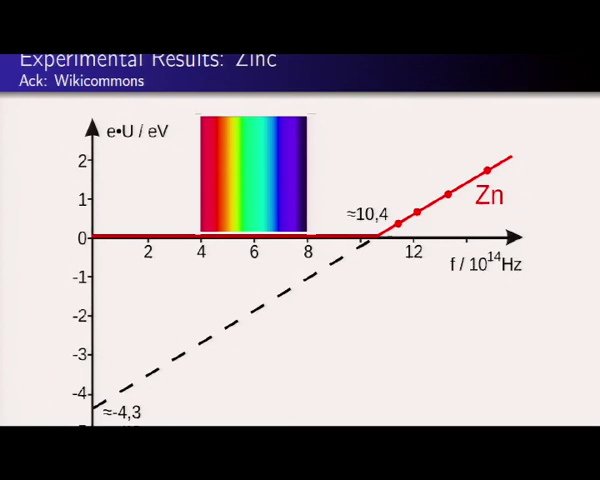 Experimental Results: Zinc
Ack: Wikicommons
e•U / eV
2
1
0
-1
-2
-3
-4
≈-4,3
2
4
6
8
12
≈10,4
Zn
f / 10¹⁴Hz